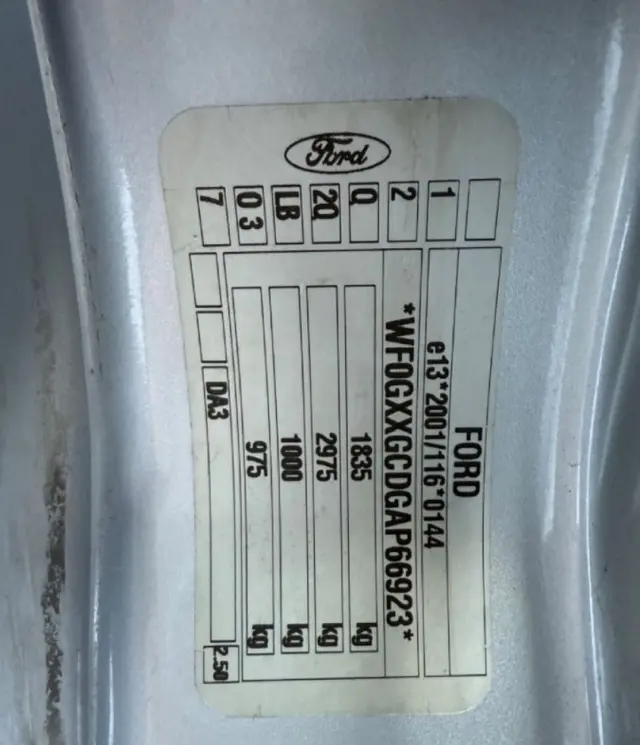 Ford
FORD
1 e13*2001/116*0144
2 *WF0GXXGCDGAP66923*
Q 1835 kg
2Q 2975 kg
LB 1000 kg
0 3 975 kg
7 DA3 2.50